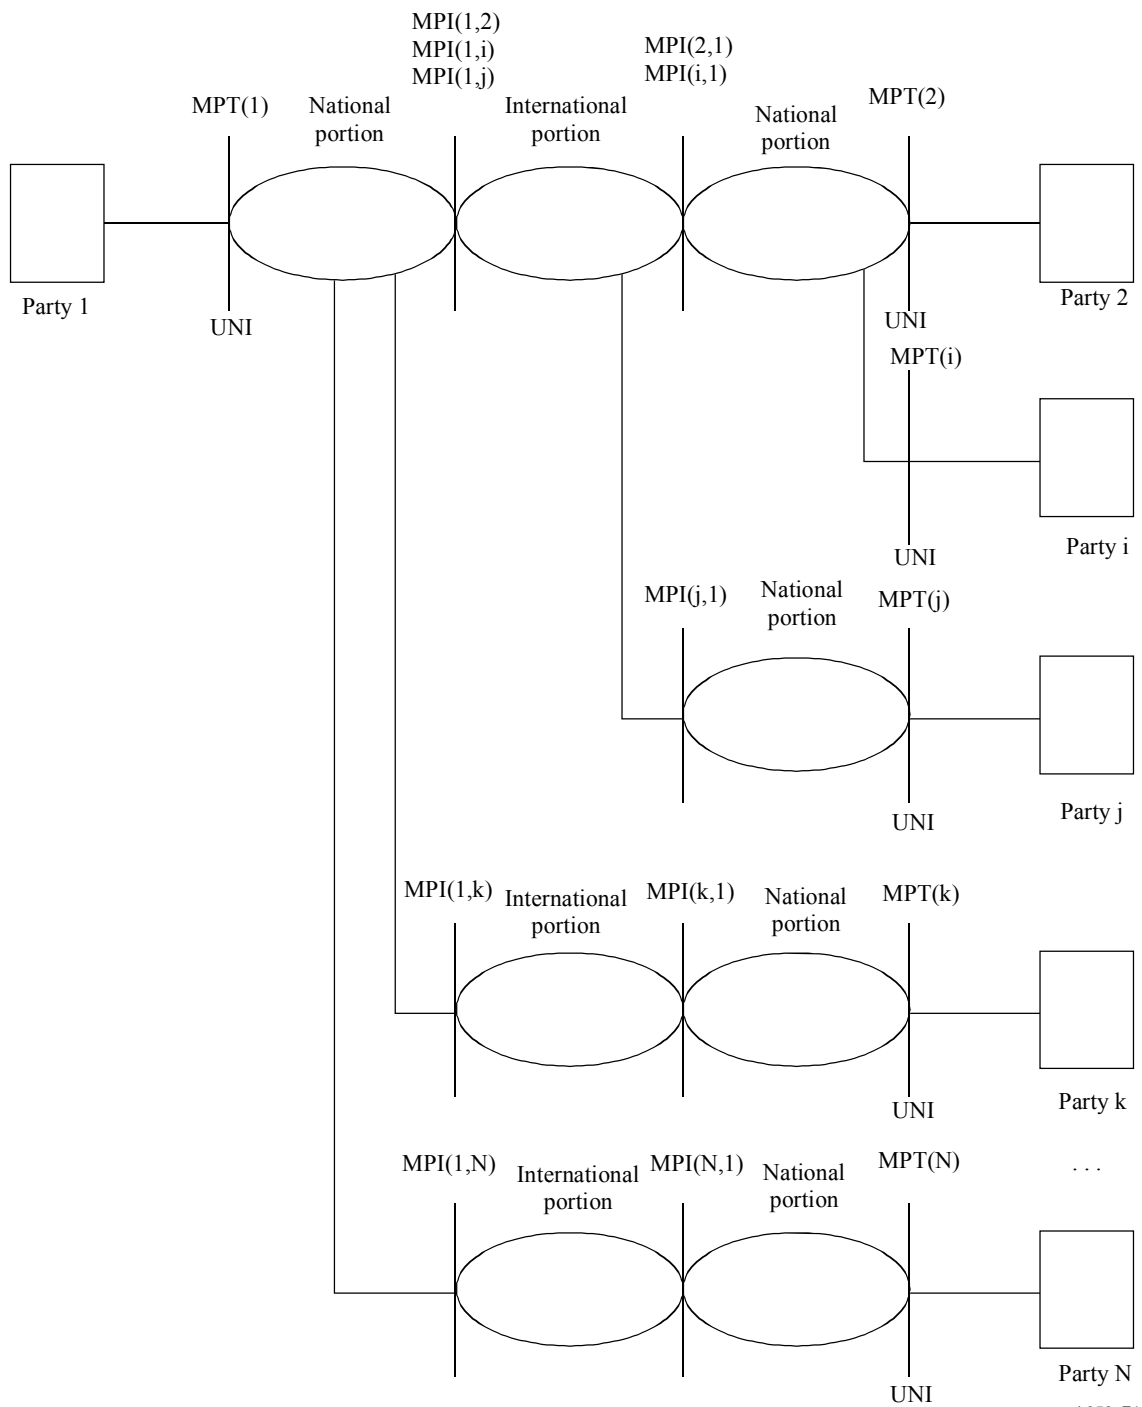 MPI(1,2)
MPI(1,i)
MPI(1,j)
MPI(2,1)
MPI(i,1)
MPT(1)
National
portion
International
portion
National
portion
MPT(2)
Party 1
UNI
Party 2
UNI
MPT(i)
Party i
UNI
MPI(j,1)
National
portion
MPT(j)
Party j
UNI
MPI(1,k)
International
portion
MPI(k,1)
National
portion
MPT(k)
Party k
UNI
MPI(1,N)
International
portion
MPI(N,1)
National
portion
MPT(N)
. . .
Party N
UNI